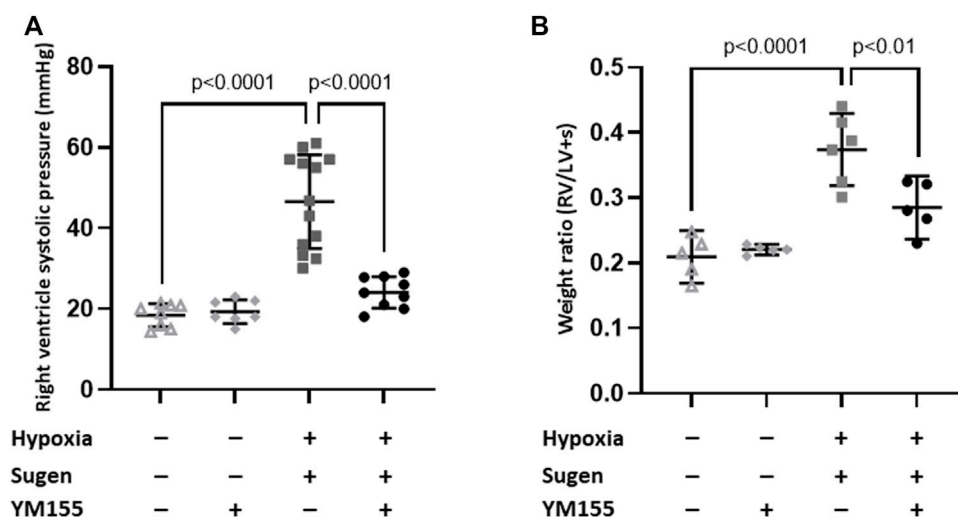 A
Right ventricle systolic pressure (mmHg)
80
60
40
20
0
p<0.0001
p<0.0001
Hypoxia – – + +
Sugen – – + +
YM155 – + – +
B
Weight ratio (RV/LV+s)
0.5
0.4
0.3
0.2
0.1
0.0
p<0.0001
p<0.01
Hypoxia – – + +
Sugen – – + +
YM155 – + – +